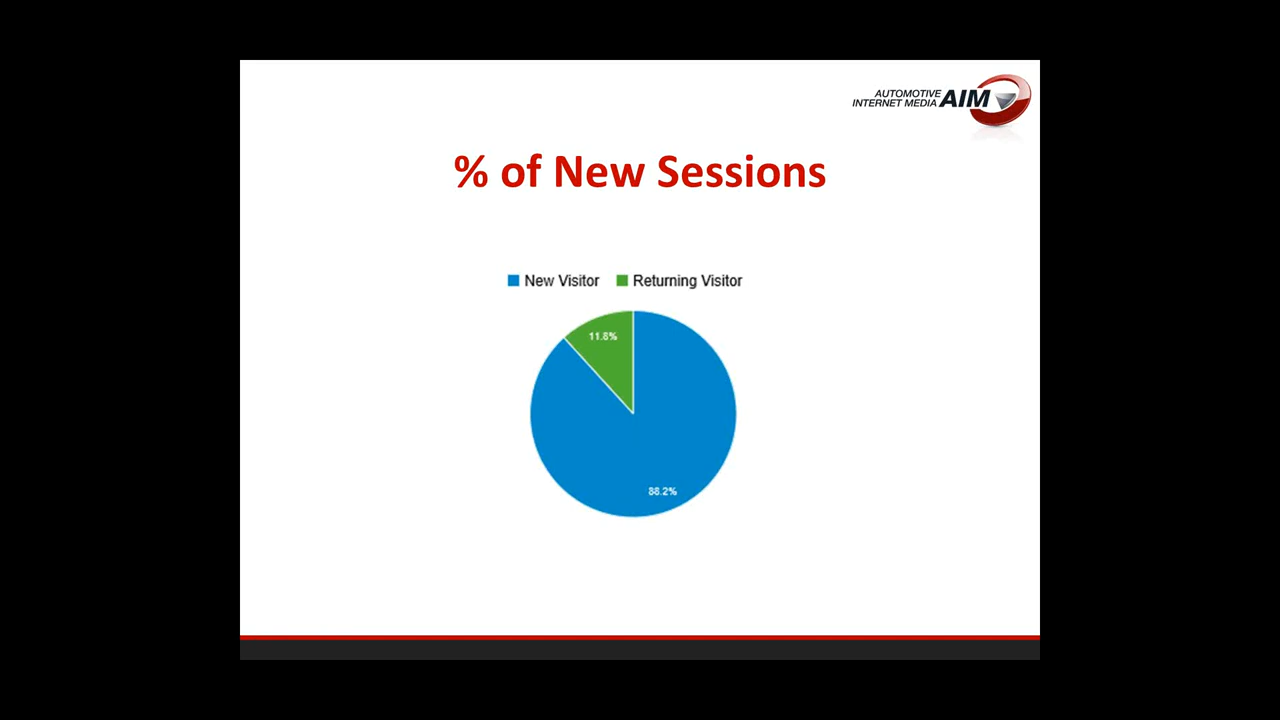 AUTOMOTIVE
INTERNET MEDIA AIM
% of New Sessions
New Visitor Returning Visitor
11.8%
88.2%